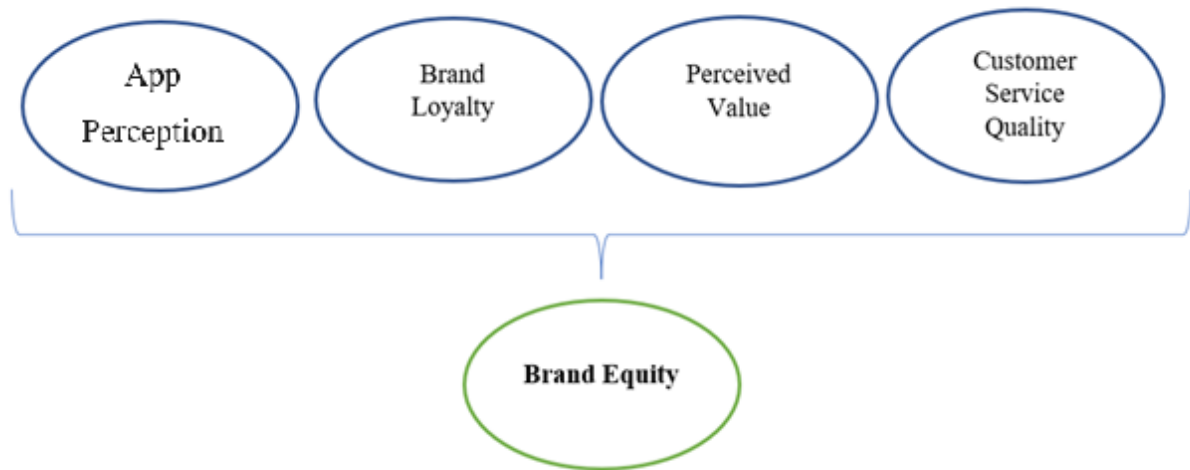 App
Perception
Brand
Loyalty
Perceived
Value
Customer
Service
Quality
Brand Equity